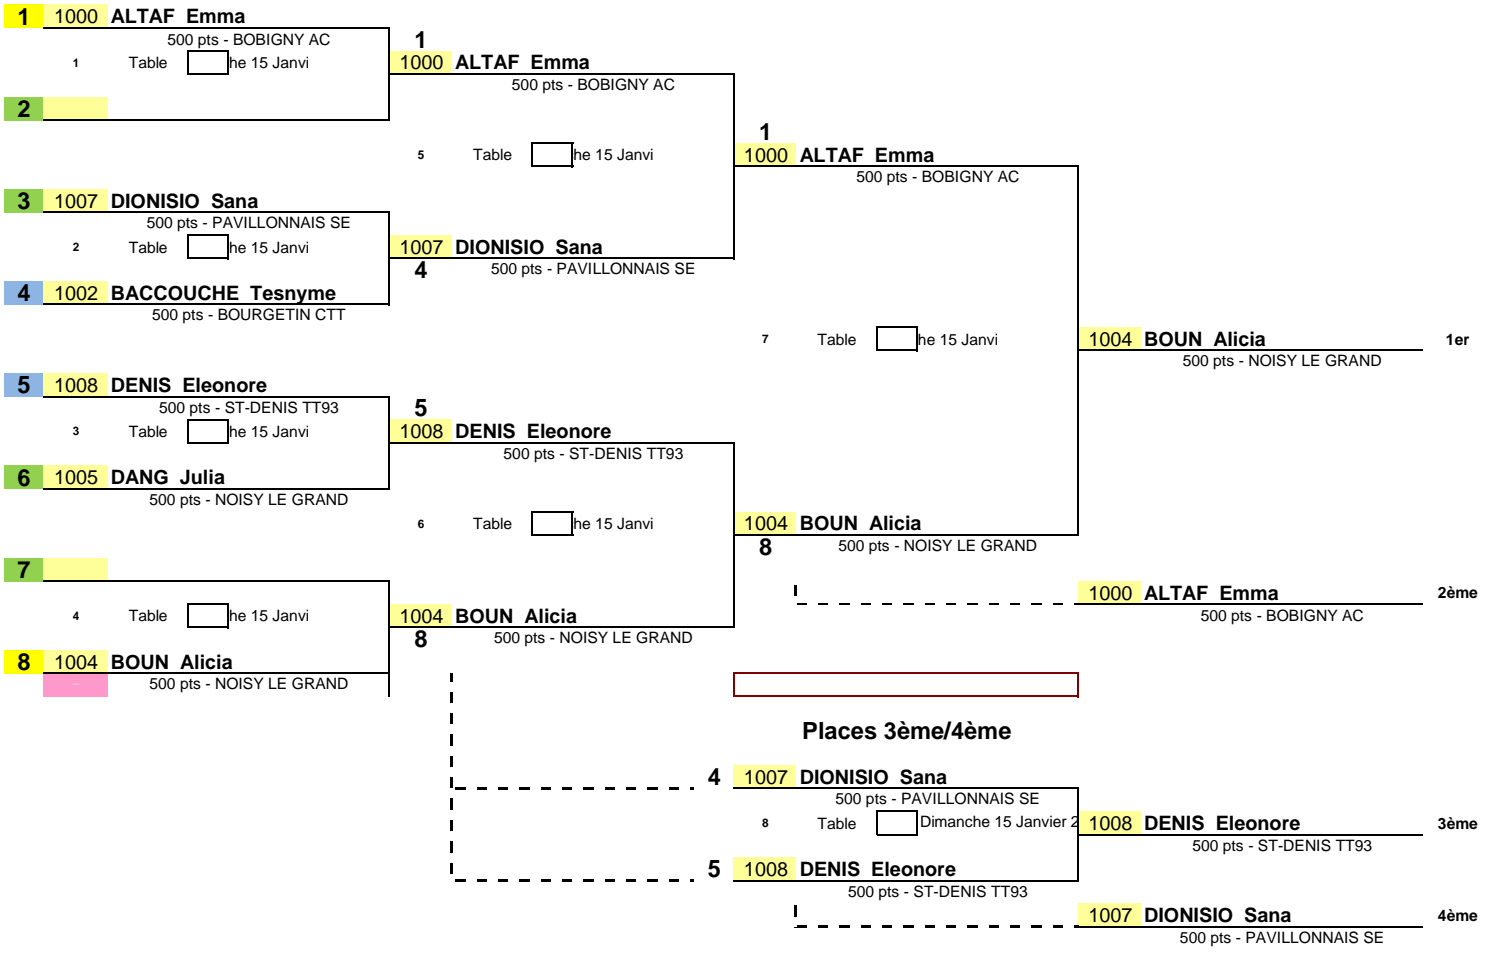 1 1000 ALTAF Emma
500 pts - BOBIGNY AC
1 Table he 15 Janvi
2
3 1007 DIONISIO Sana
500 pts - PAVILLONNAIS SE
2 Table he 15 Janvi
4 1002 BACCOUCHE Tesnyme
500 pts - BOURGETIN CTT
5 1008 DENIS Eleonore
500 pts - ST-DENIS TT93
3 Table he 15 Janvi
6 1005 DANG Julia
500 pts - NOISY LE GRAND
7
4 Table he 15 Janvi
8 1004 BOUN Alicia
500 pts - NOISY LE GRAND
1
1000 ALTAF Emma
500 pts - BOBIGNY AC
5 Table he 15 Janvi
1007 DIONISIO Sana
4 500 pts - PAVILLONNAIS SE
5
1008 DENIS Eleonore
500 pts - ST-DENIS TT93
6 Table he 15 Janvi
1004 BOUN Alicia
8 500 pts - NOISY LE GRAND
1
1000 ALTAF Emma
500 pts - BOBIGNY AC
7 Table he 15 Janvi
1004 BOUN Alicia
8 500 pts - NOISY LE GRAND
1004 BOUN Alicia 1er
500 pts - NOISY LE GRAND
1000 ALTAF Emma 2ème
500 pts - BOBIGNY AC
Places 3ème/4ème
4 1007 DIONISIO Sana
500 pts - PAVILLONNAIS SE
8 Table Dimanche 15 Janvier 2
5 1008 DENIS Eleonore
500 pts - ST-DENIS TT93
1008 DENIS Eleonore 3ème
500 pts - ST-DENIS TT93
1007 DIONISIO Sana 4ème
500 pts - PAVILLONNAIS SE